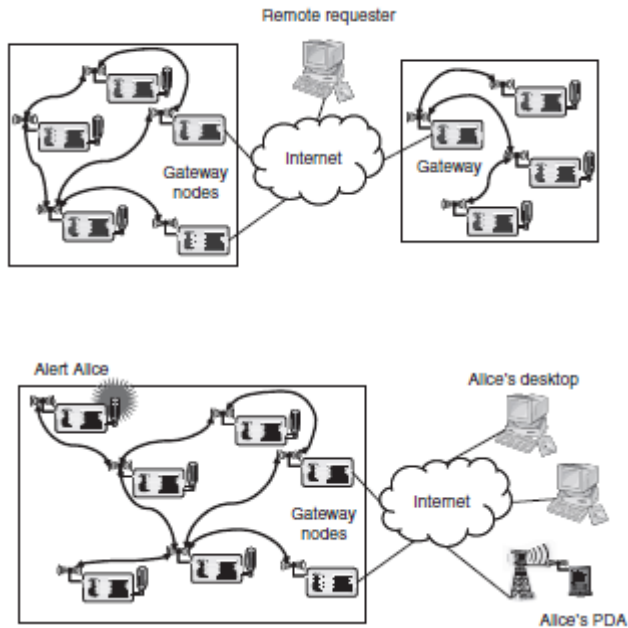 Remote requester
Gateway
nodes
Internet
Gateway
Alert Alice
Alice's desktop
Gateway
nodes
Internet
Alice's PDA